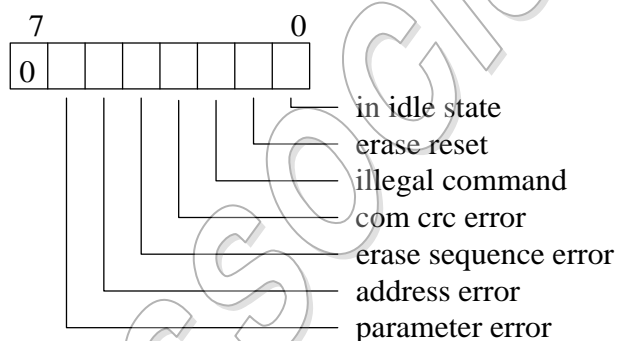 7 0
0
in idle state
erase reset
illegal command
com crc error
erase sequence error
address error
parameter error